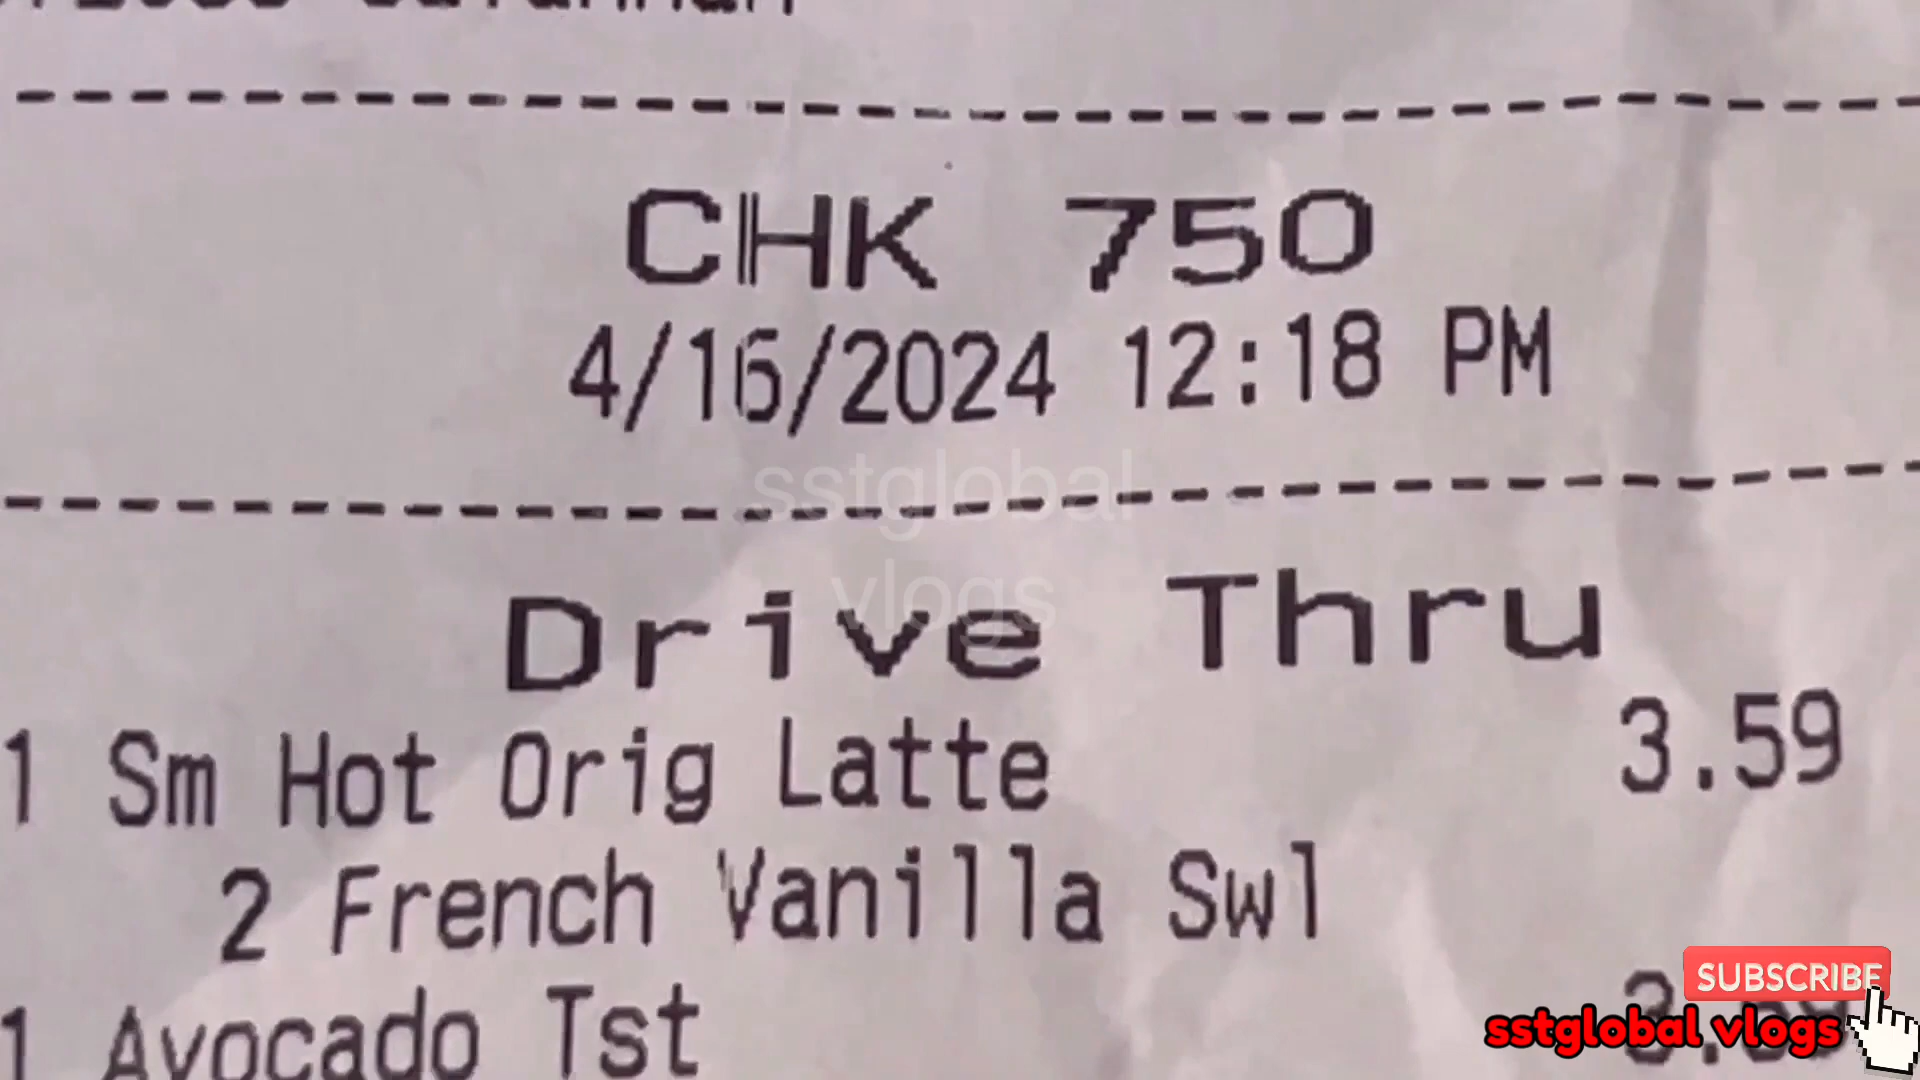 CHK 750
4/16/2024 12:18 PM
sstglobal
vlogs
Drive Thru
1 Sm Hot Orig Latte 3.59
2 French Vanilla Swl
1 Avocado Tst
SUBSCRIBE
sstglobal vlogs